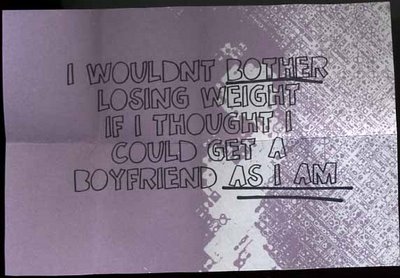 I WOULDNT BOTHER
LOSING WEIGHT
IF I THOUGHT I
COULD GET A
BOYFRIEND AS I AM